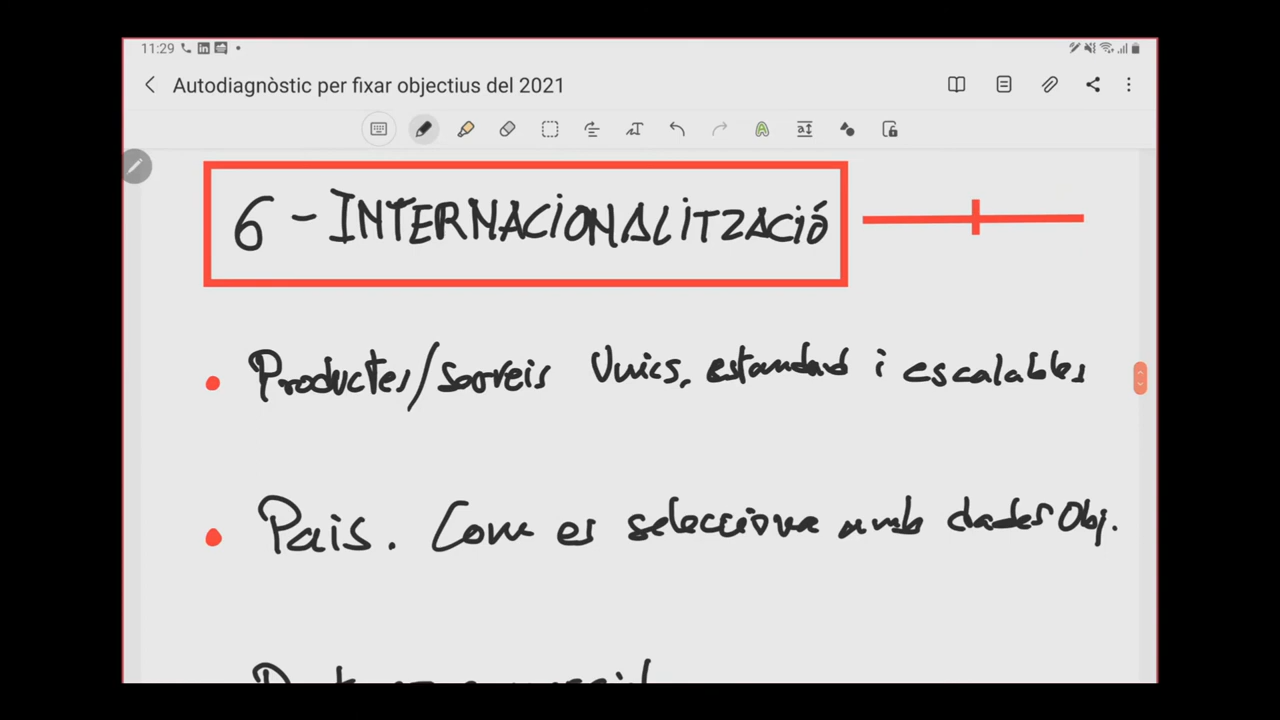 11:29
Autodiagnòstic per fixar objectius del 2021
6 - INTERNACIONALITZACIÓ
Productes/serveis Unics, estandard i escalables
Pais. Com es selecciona amb dades Obj.